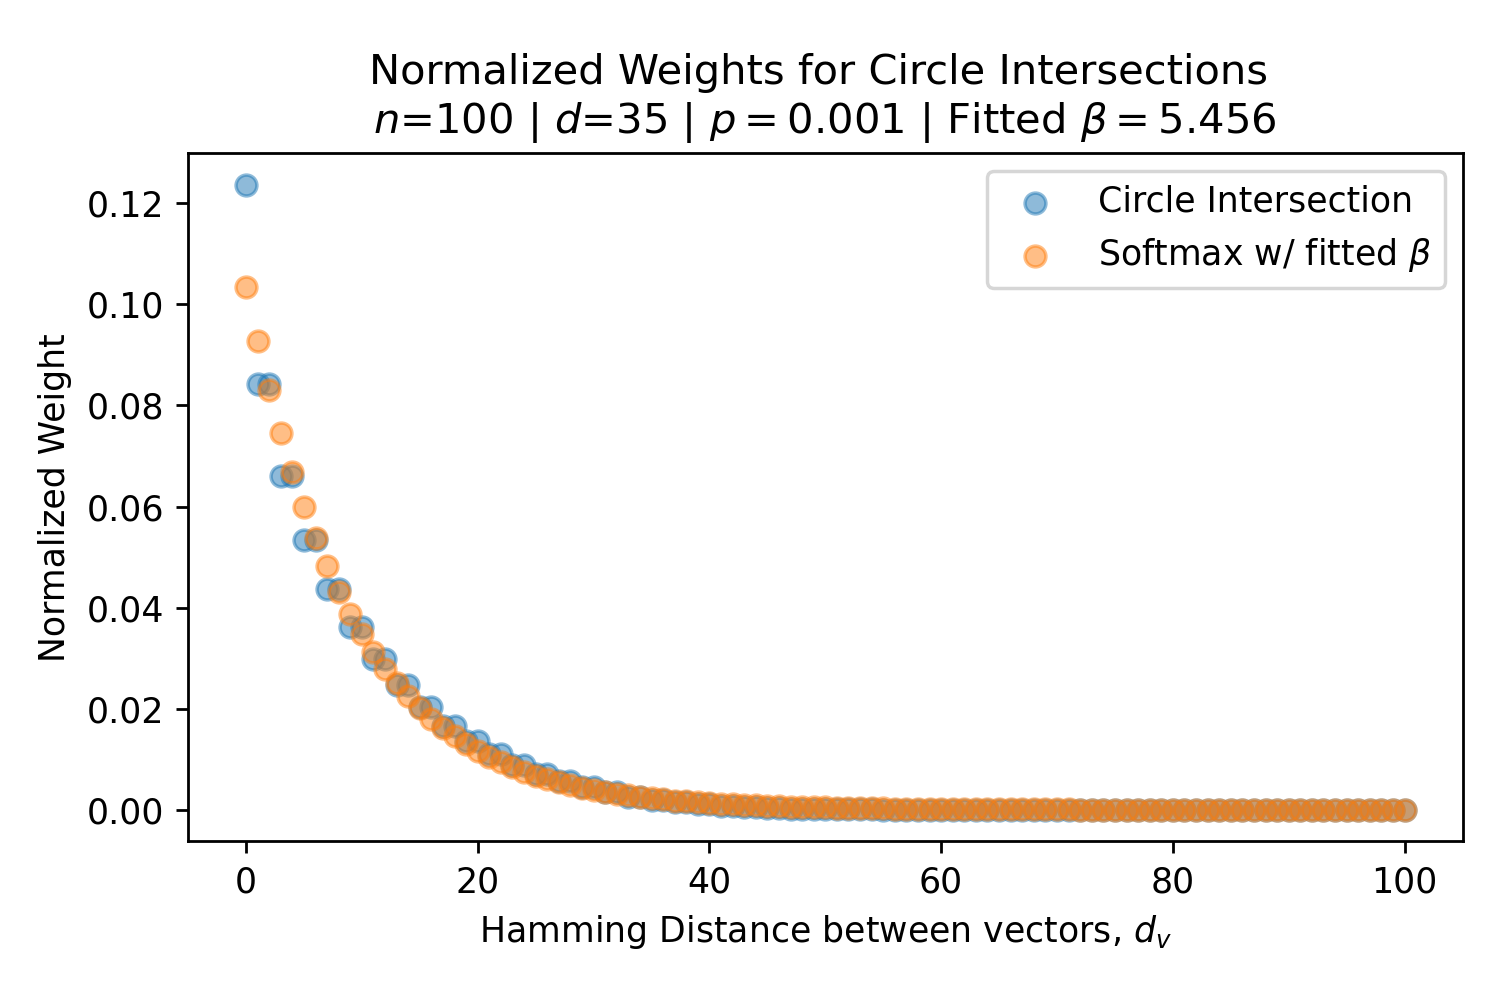 Normalized Weights for Circle Intersections
n=100 | d=35 | p = 0.001 | Fitted β = 5.456
Circle Intersection
Softmax w/ fitted β
Normalized Weight
0.12
0.10
0.08
0.06
0.04
0.02
0.00
0 20 40 60 80 100
Hamming Distance between vectors, dᵥ